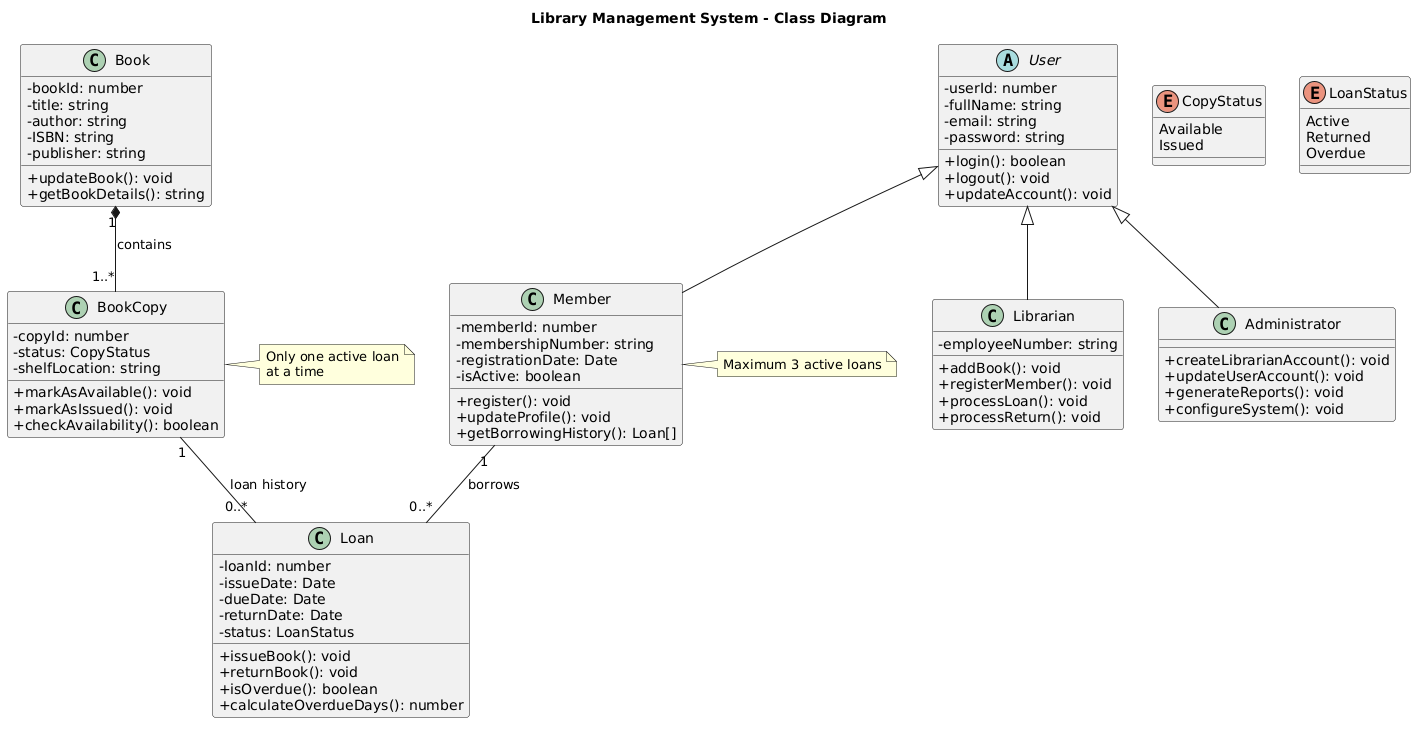 Library Management System - Class Diagram
C Book
-bookId: number
-title: string
-author: string
-ISBN: string
-publisher: string
+updateBook(): void
+getBookDetails(): string
A User
-userId: number
-fullName: string
-email: string
-password: string
+login(): boolean
+logout(): void
+updateAccount(): void
E CopyStatus
Available
Issued
E LoanStatus
Active
Returned
Overdue
1
contains
1..*
C BookCopy
-copyId: number
-status: CopyStatus
-shelfLocation: string
+markAsAvailable(): void
+markAsIssued(): void
+checkAvailability(): boolean
Only one active loan
at a time
C Member
-memberId: number
-membershipNumber: string
-registrationDate: Date
-isActive: boolean
+register(): void
+updateProfile(): void
+getBorrowingHistory(): Loan[]
Maximum 3 active loans
C Librarian
-employeeNumber: string
+addBook(): void
+registerMember(): void
+processLoan(): void
+processReturn(): void
C Administrator
+createLibrarianAccount(): void
+updateUserAccount(): void
+generateReports(): void
+configureSystem(): void
1
loan history
0..*
1
borrows
0..*
C Loan
-loanId: number
-issueDate: Date
-dueDate: Date
-returnDate: Date
-status: LoanStatus
+issueBook(): void
+returnBook(): void
+isOverdue(): boolean
+calculateOverdueDays(): number